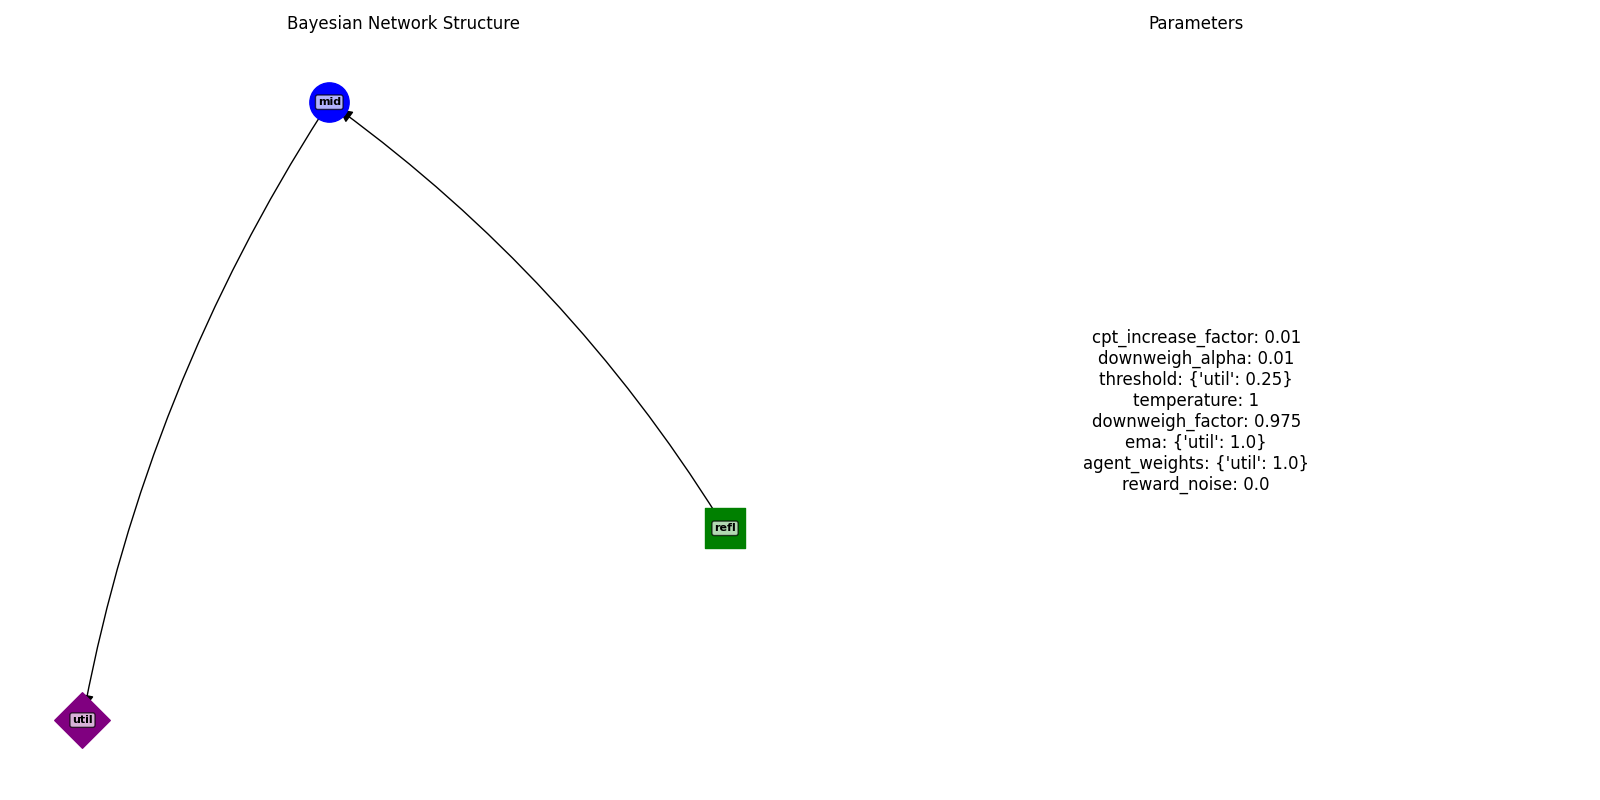 Bayesian Network Structure
Parameters
mid
refl
util
cpt_increase_factor: 0.01
downweigh_alpha: 0.01
threshold: {'util': 0.25}
temperature: 1
downweigh_factor: 0.975
ema: {'util': 1.0}
agent_weights: {'util': 1.0}
reward_noise: 0.0